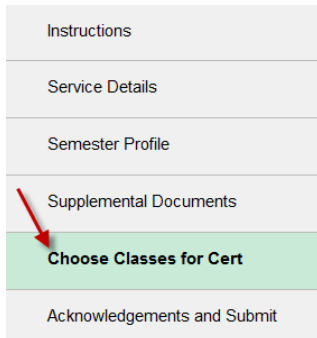 Instructions
Service Details
Semester Profile
Supplemental Documents
Choose Classes for Cert
Acknowledgements and Submit